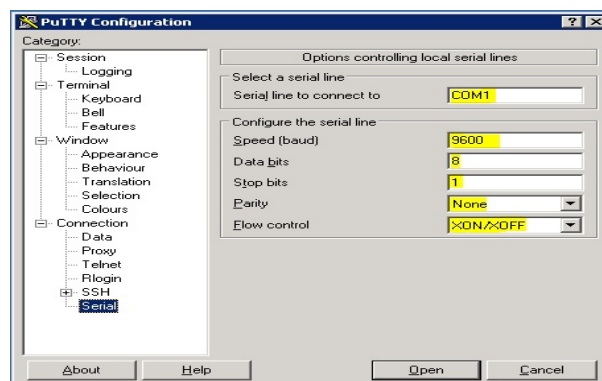 PuTTY Configuration
Category:
Session
Logging
Terminal
Keyboard
Bell
Features
Window
Appearance
Behaviour
Translation
Selection
Colours
Connection
Data
Proxy
Telnet
Rlogin
SSH
Serial
Options controlling local serial lines
Select a serial line
Serial line to connect to COM1
Configure the serial line
Speed (baud) 9600
Data bits 8
Stop bits 1
Parity None
Flow control XON/XOFF
About Help Open Cancel